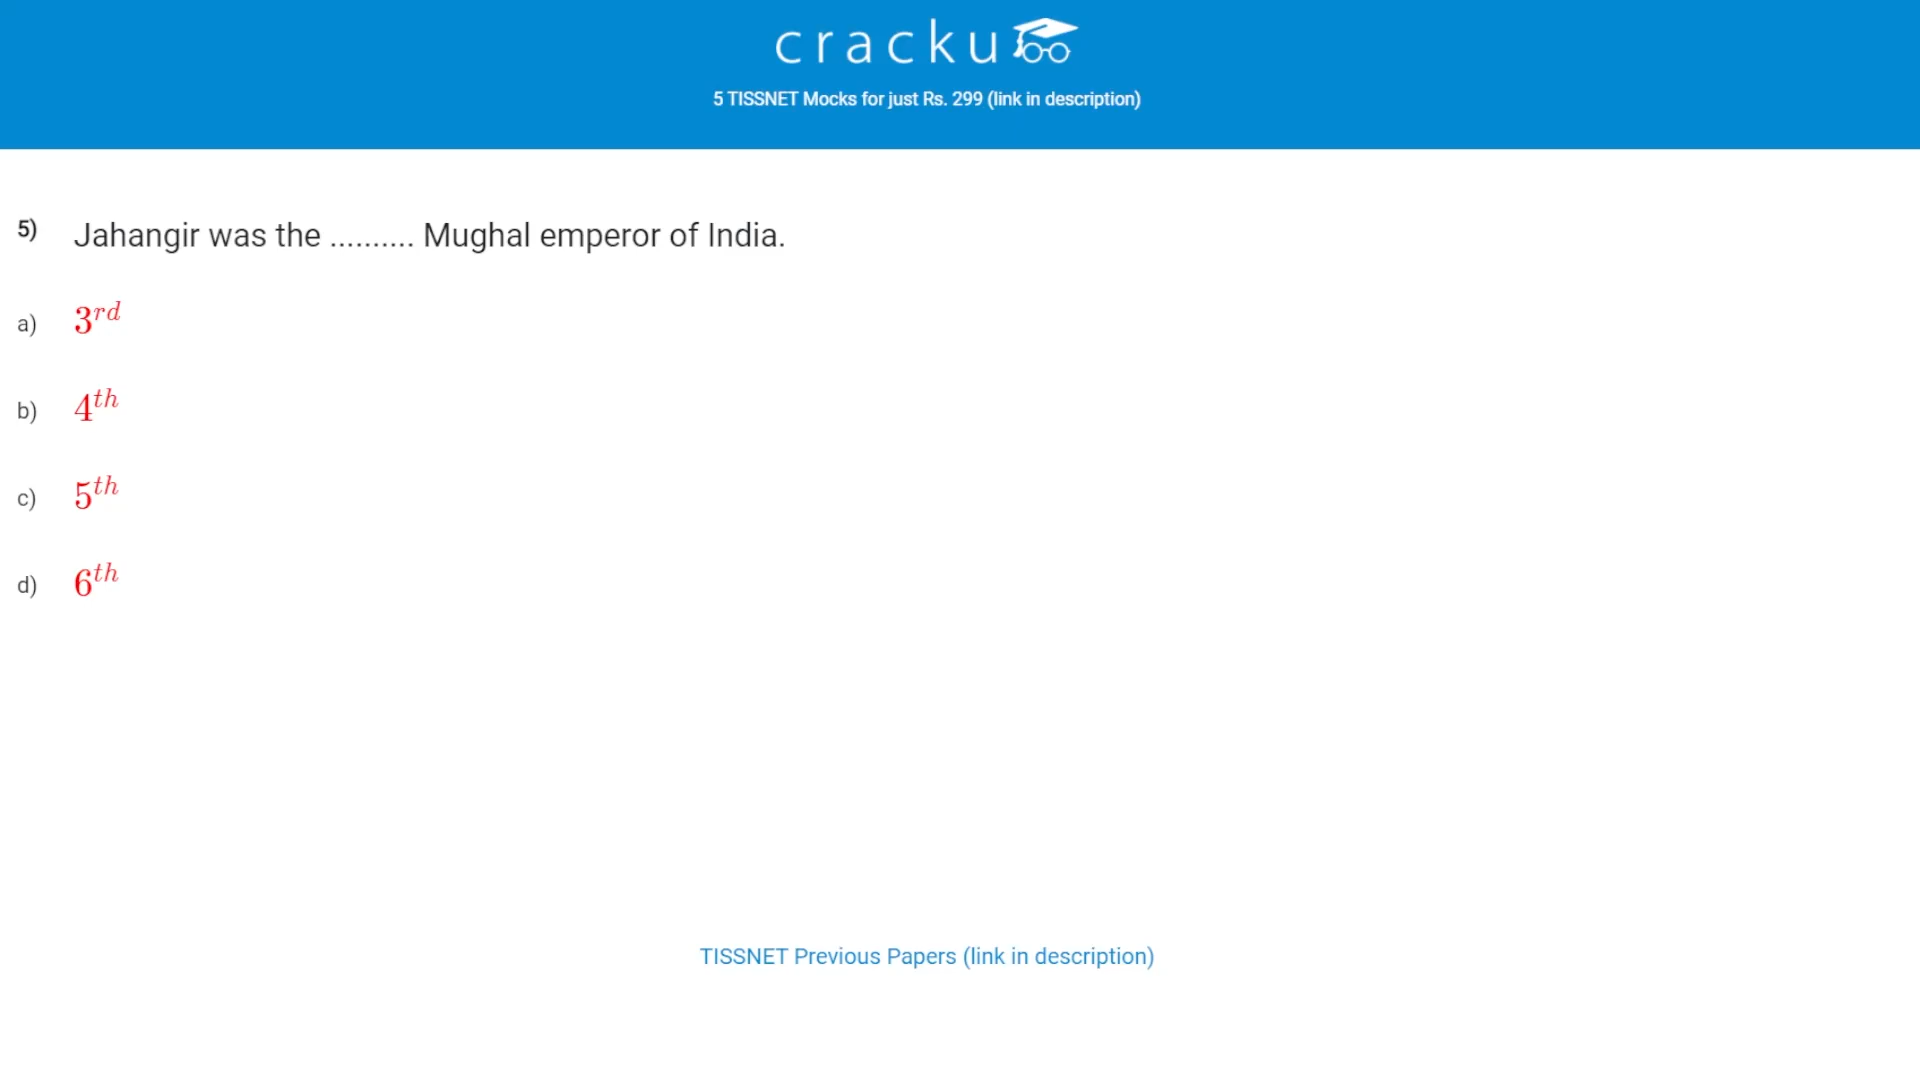 cracku
5 TISSNET Mocks for just Rs. 299 (link in description)
5) Jahangir was the .......... Mughal emperor of India.
a) 3rd
b) 4th
c) 5th
d) 6th
TISSNET Previous Papers (link in description)